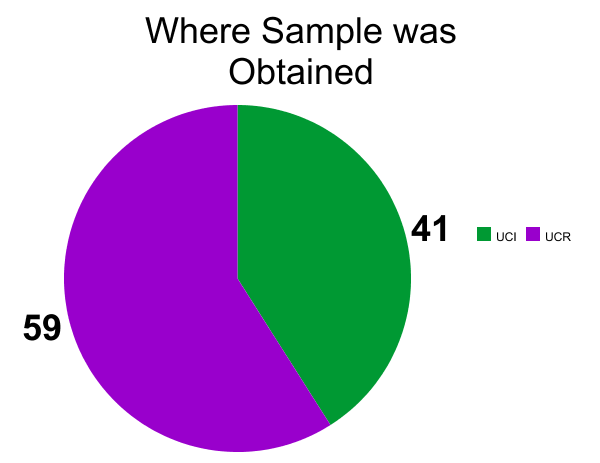 Where Sample was
Obtained
41
UCI UCR
59